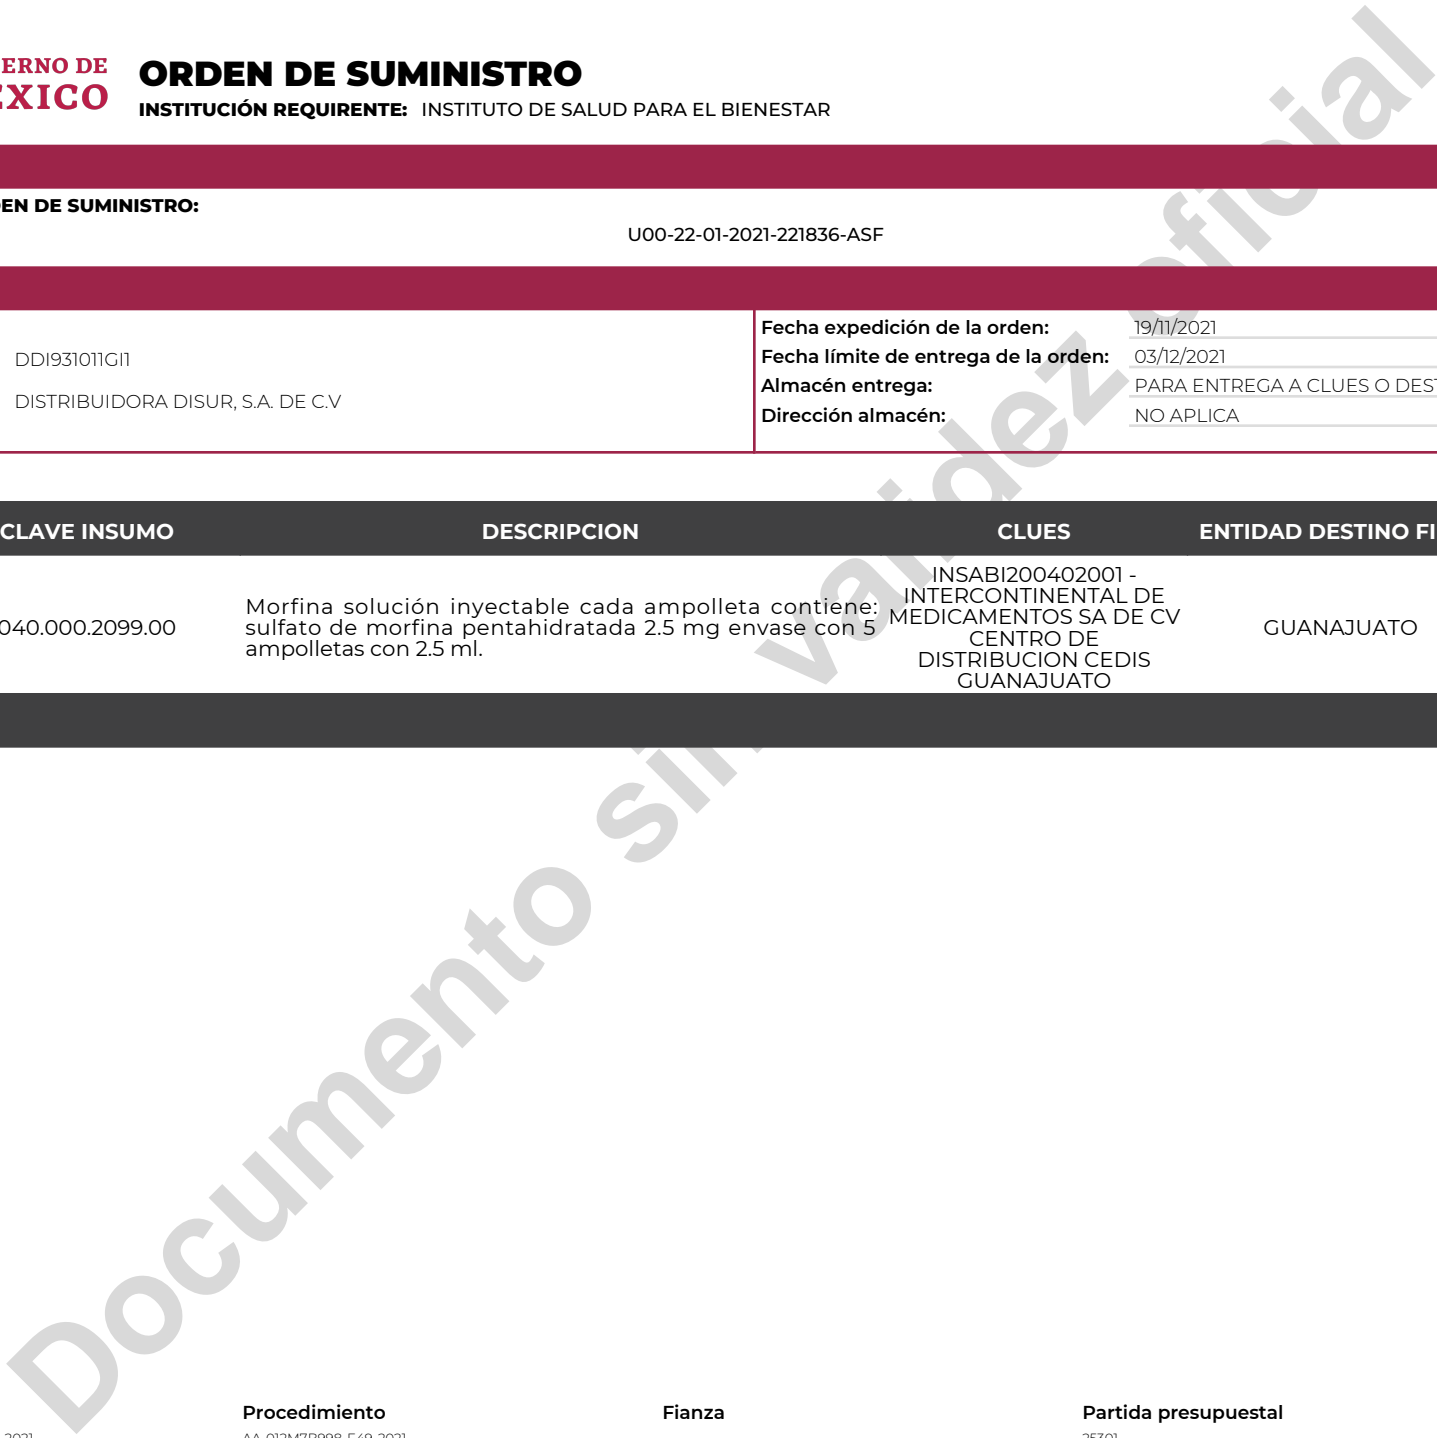 ERNO DE
ORDEN DE SUMINISTRO
INSTITUCIÓN REQUIRENTE: INSTITUTO DE SALUD PARA EL BIENESTAR
EN DE SUMINISTRO:
U00-22-01-2021-221836-ASF
DDI931011GI1
DISTRIBUIDORA DISUR, S.A. DE C.V
Fecha expedición de la orden: 19/11/2021
Fecha límite de entrega de la orden: 03/12/2021
Almacén entrega: PARA ENTREGA A CLUES O DEST
Dirección almacén: NO APLICA
CLAVE INSUMO DESCRIPCION CLUES ENTIDAD DESTINO FI
040.000.2099.00
Morfina solución inyectable cada ampolleta contiene:
sulfato de morfina pentahidratada 2.5 mg envase con 5
ampolletas con 2.5 ml.
INSABI200402001 -
INTERCONTINENTAL DE
MEDICAMENTOS SA DE CV
CENTRO DE
DISTRIBUCION CEDIS
GUANAJUATO
GUANAJUATO
Documento sin validez oficial
Procedimiento Fianza Partida presupuestal